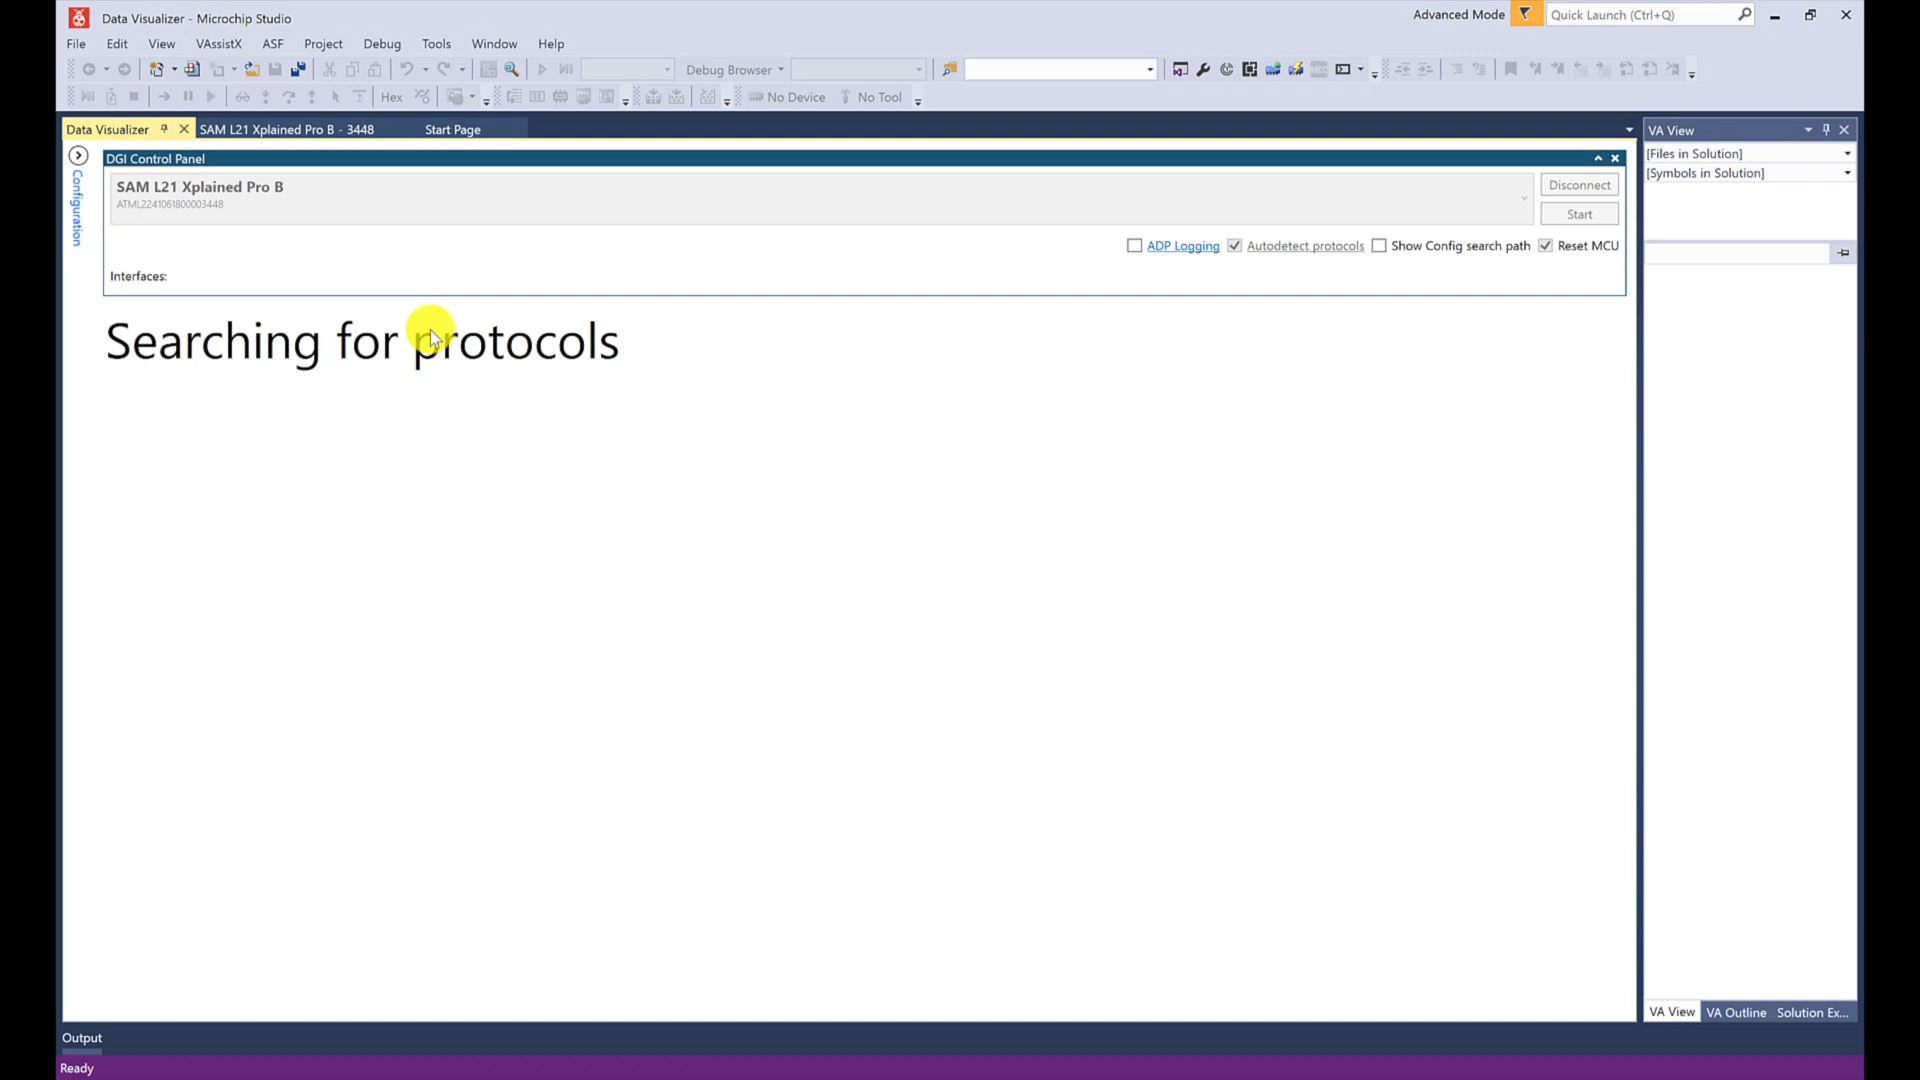 Data Visualizer - Microchip Studio
Advanced Mode
Quick Launch (Ctrl+Q)
File Edit View VAssistX ASF Project Debug Tools Window Help
Debug Browser
Hex
No Device
No Tool
Data Visualizer
SAM L21 Xplained Pro B - 3448
Start Page
VA View
DGI Control Panel
[Files in Solution]
[Symbols in Solution]
Configuration
SAM L21 Xplained Pro B
ATML2241061800003448
Disconnect
Start
ADP Logging
Autodetect protocols
Show Config search path
Reset MCU
Interfaces:
Searching for protocols
VA View VA Outline Solution Ex...
Output
Ready